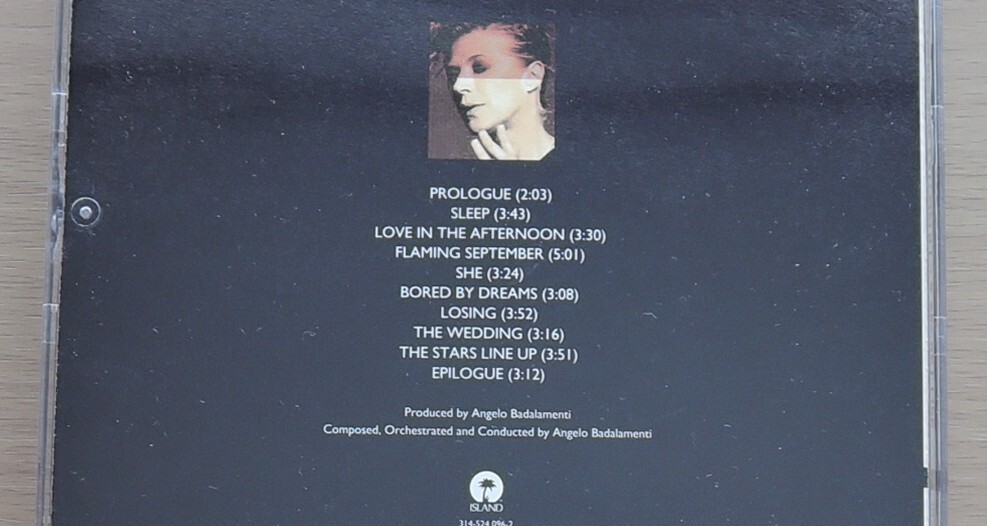 PROLOGUE (2:03)
SLEEP (3:43)
LOVE IN THE AFTERNOON (3:30)
FLAMING SEPTEMBER (5:01)
SHE (3:24)
BORED BY DREAMS (3:08)
LOSING (3:52)
THE WEDDING (3:16)
THE STARS LINE UP (3:51)
EPILOGUE (3:12)
Produced by Angelo Badalamenti
Composed, Orchestrated and Conducted by Angelo Badalamenti
ISLAND
314-524 096-2